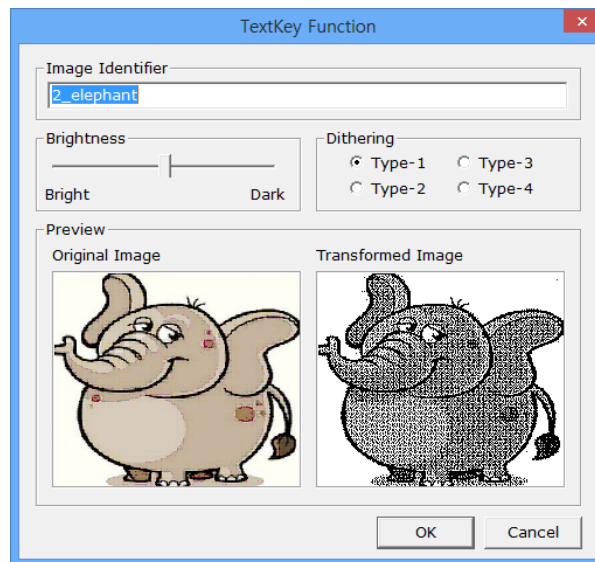 TextKey Function
Image Identifier
2_elephant
Brightness
Bright
Dark
Dithering
Type-1
Type-3
Type-2
Type-4
Preview
Original Image
Transformed Image
OK
Cancel